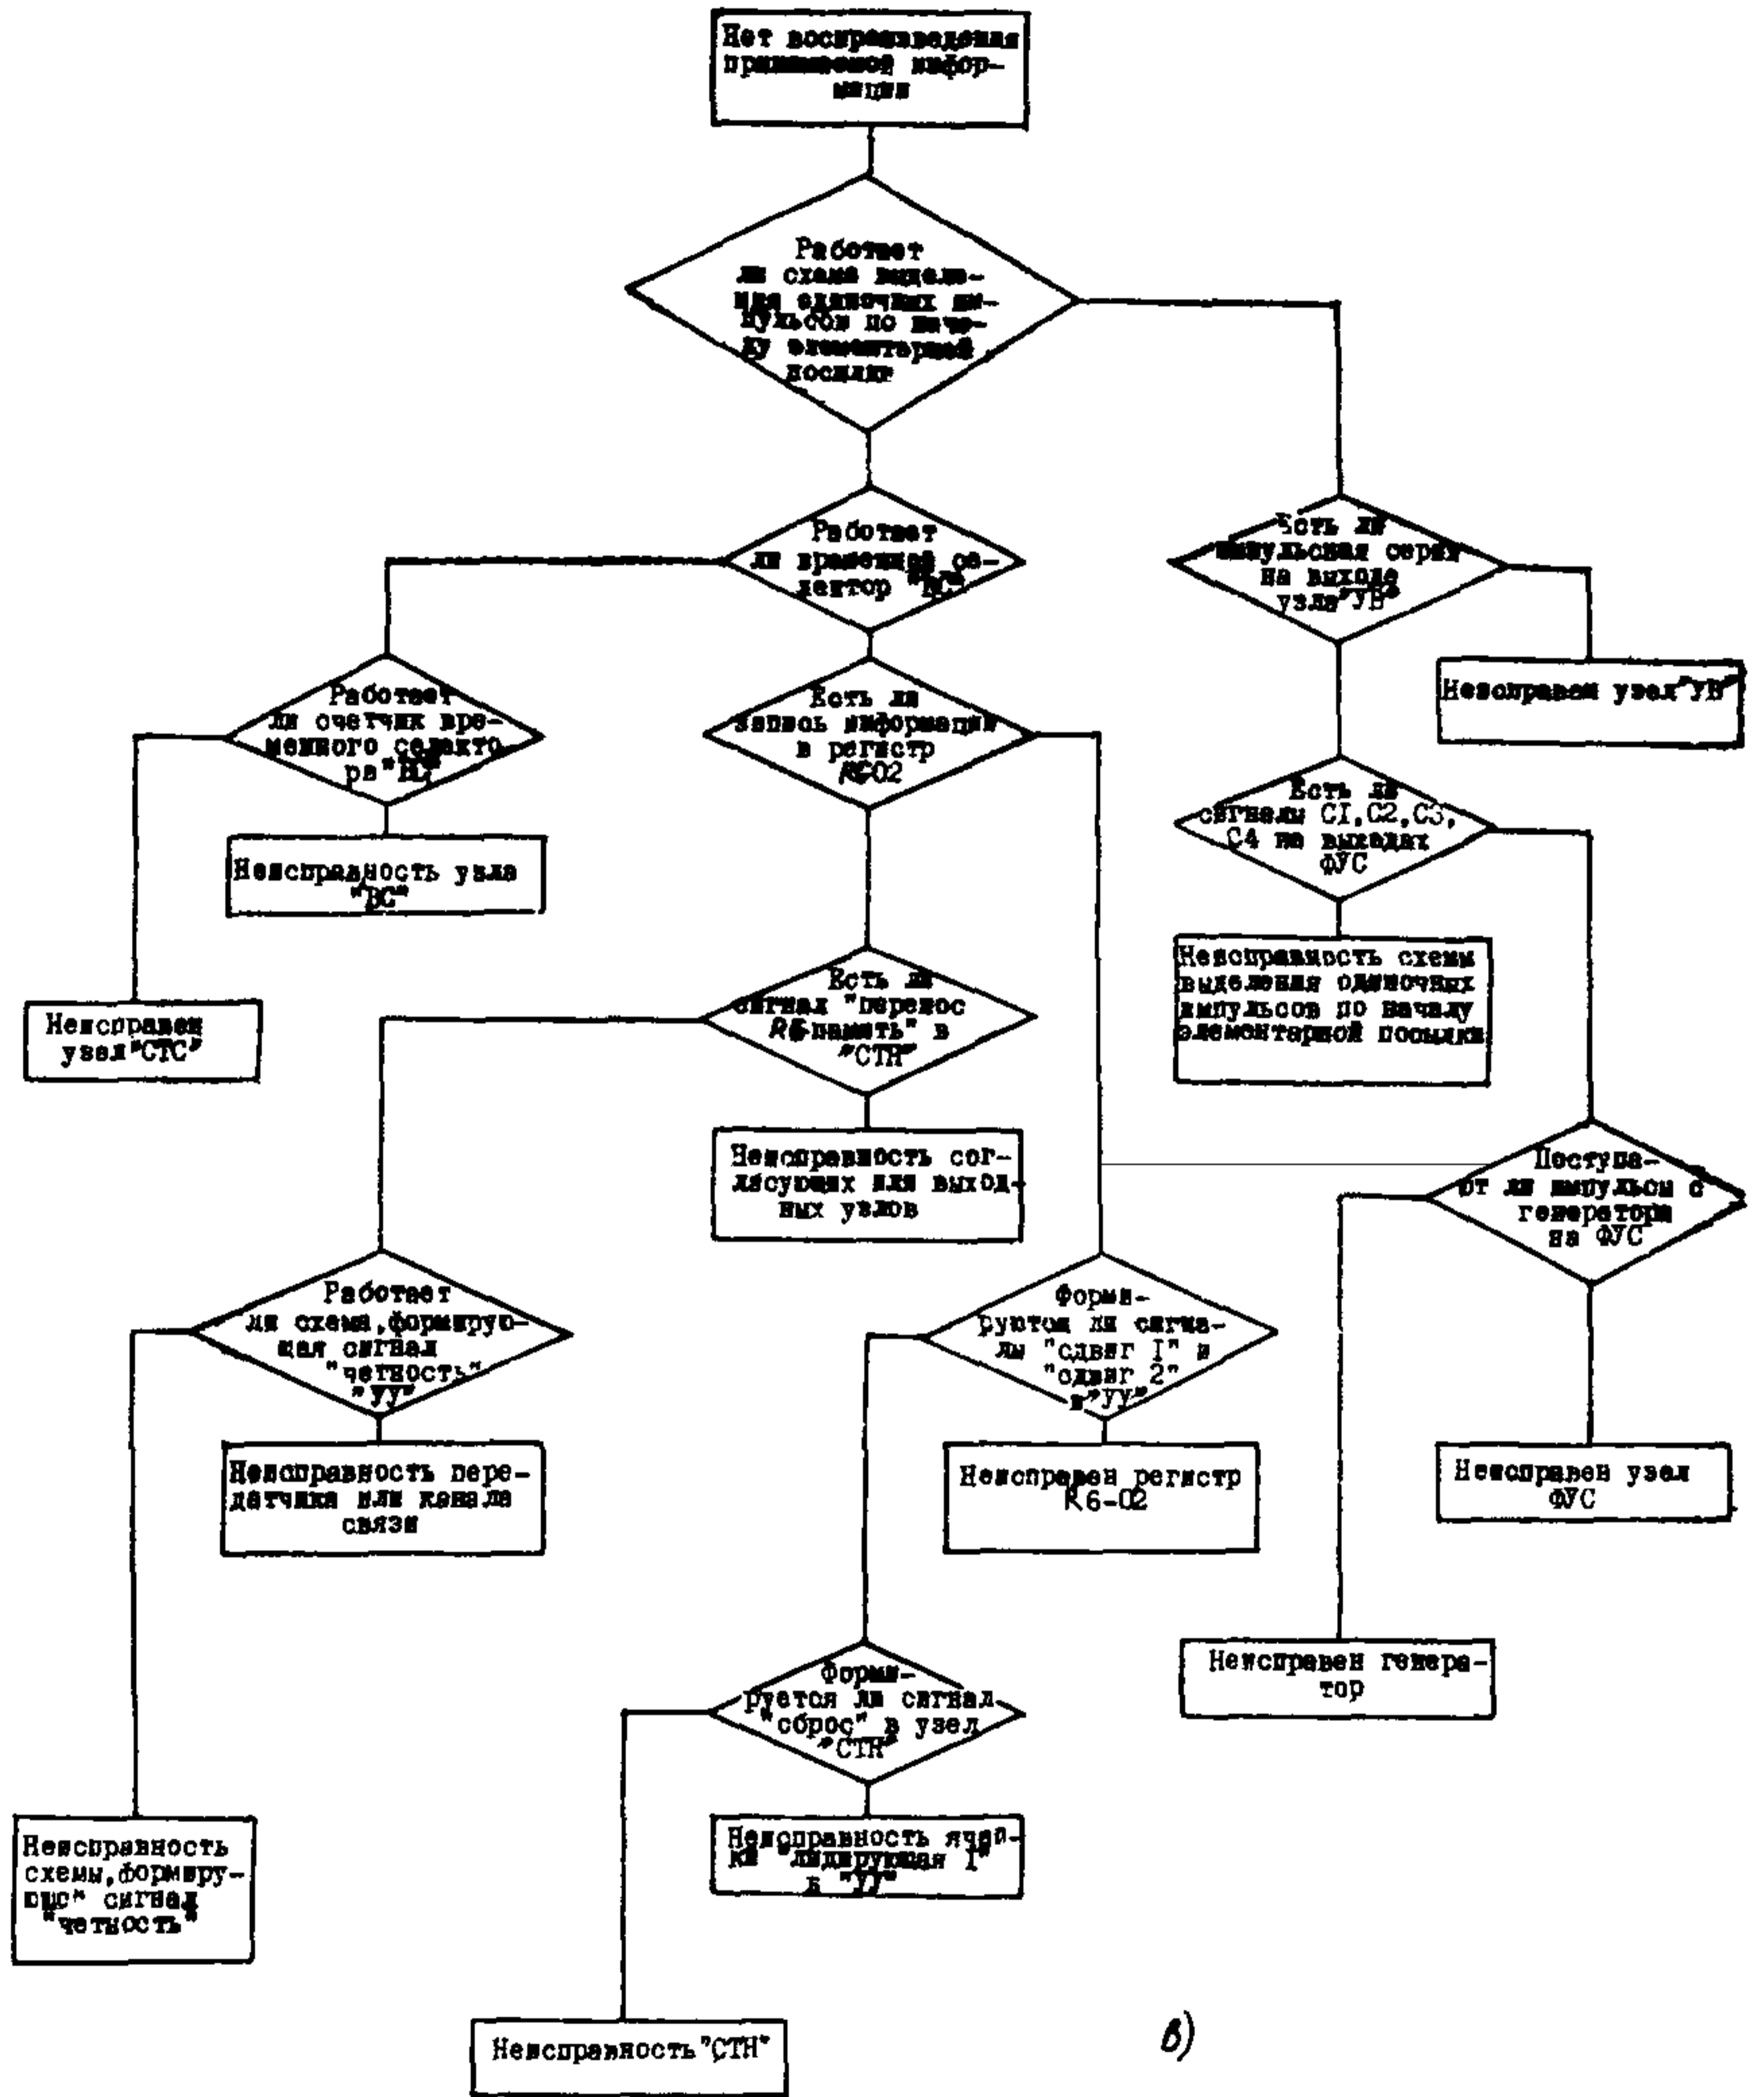 Нет воспроизведения
принимаемой инфор-
мации
Работает
ли схема выделе-
ния одиночных им-
пульсов по нача-
лу элементарной
посылки
Работает
ли временной се-
лектор "ВС"
Есть ли
импульсная серия
на выходе
узла "УВ"
Неисправен узел "УВ"
Работает
ли счетчик вре-
менного селекто
ра "ВС"
Есть ли
запись информации
в регистр
RG02
Есть ли
сигналы С1,С2,С3,
С4 на выходах
ФУС
Неисправность узла
"ВС"
Неисправность схемы
выделения одиночных
импульсов по началу
элементарной посылки
Неисправен
узел "СТС"
Есть ли
сигнал "перенос
RG память" в
"СТН"
Неисправность сог-
ласующих или выход-
ных узлов
Поступа-
ют ли импульсы с
генератора
на ФУС
Работает
ли схема, формирую-
щая сигнал
"четность"
"УУ"
Форми-
руются ли сигна-
лы "сдвиг I" и
"сдвиг 2"
в "УУ"
Неисправность пере-
датчика или канала
связи
Неисправен регистр
R6-02
Неисправен узел
ФУС
Форми-
руется ли сигнал
"сброс" в узел
"СТН"
Неисправен генера-
тор
Неисправность
схемы, формиру-
сигнал
"четность"
Неисправность ячей-
ки "лидирующая I"
в "УУ"
Неисправность "СТН"
в)